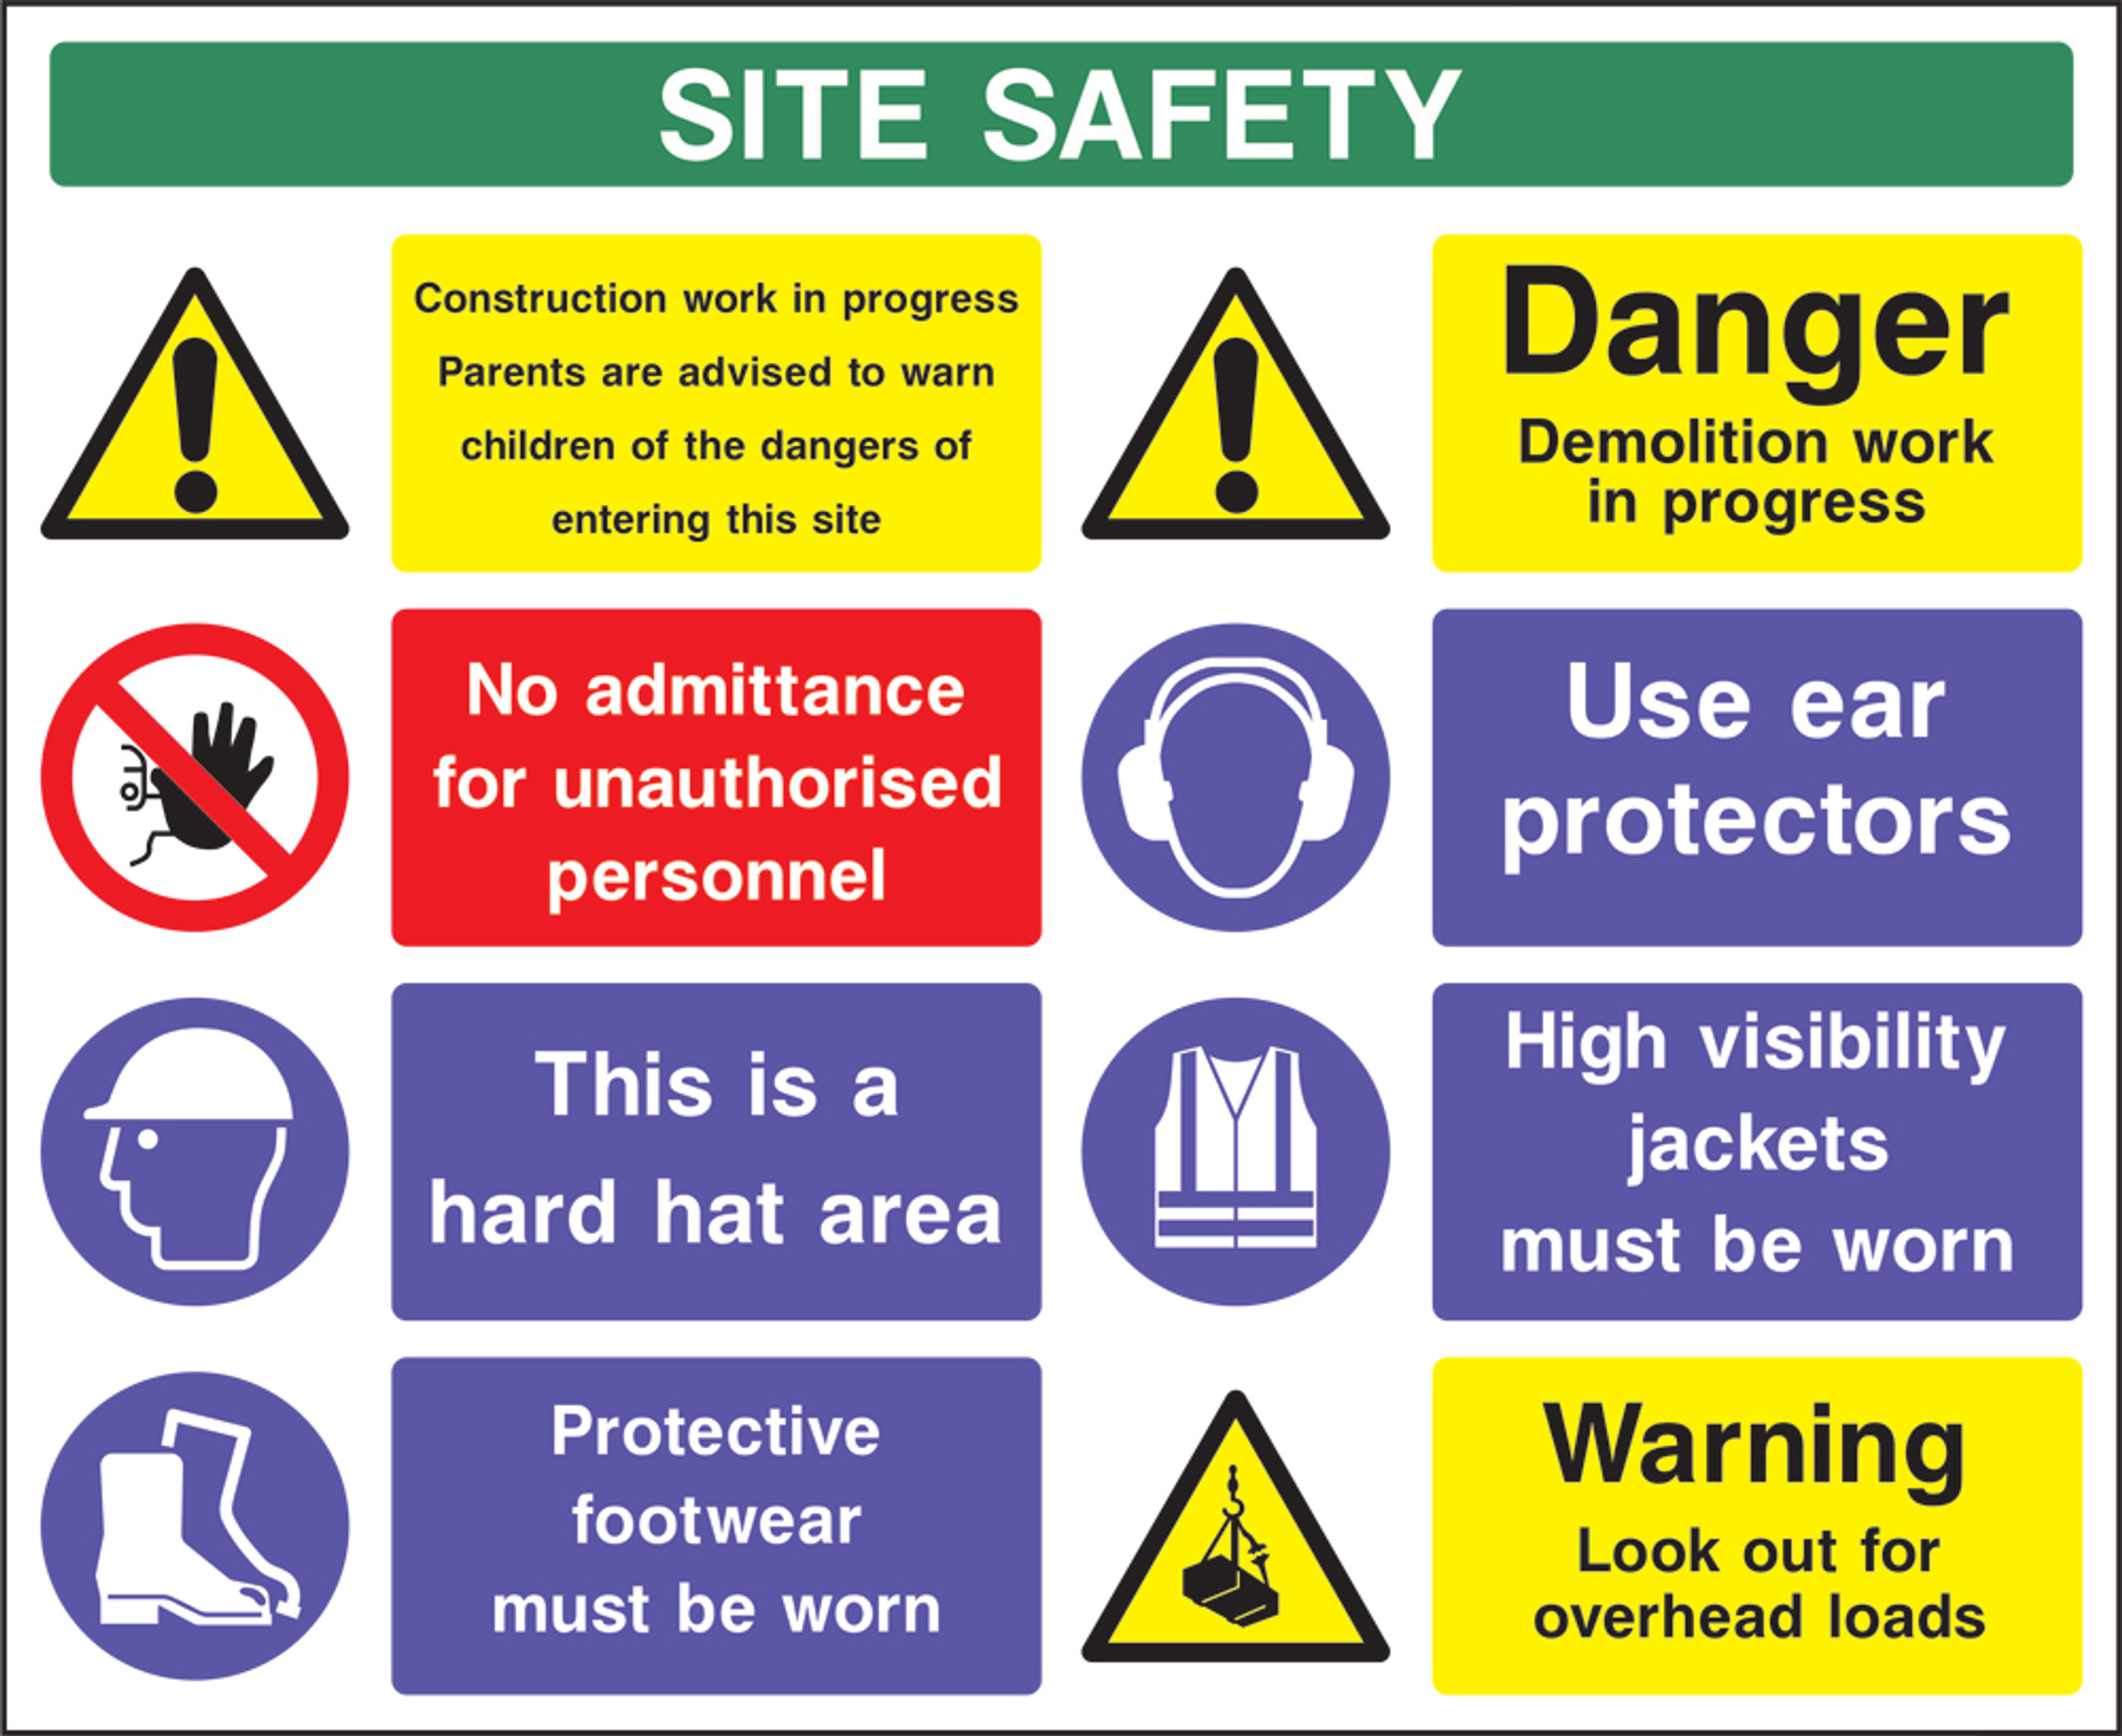 SITE SAFETY
Construction work in progress
Parents are advised to warn
children of the dangers of
entering this site
Danger
Demolition work
in progress
No admittance
for unauthorised
personnel
Use ear
protectors
This is a
hard hat area
High visibility
jackets
must be worn
Protective
footwear
must be worn
Warning
Look out for
overhead loads